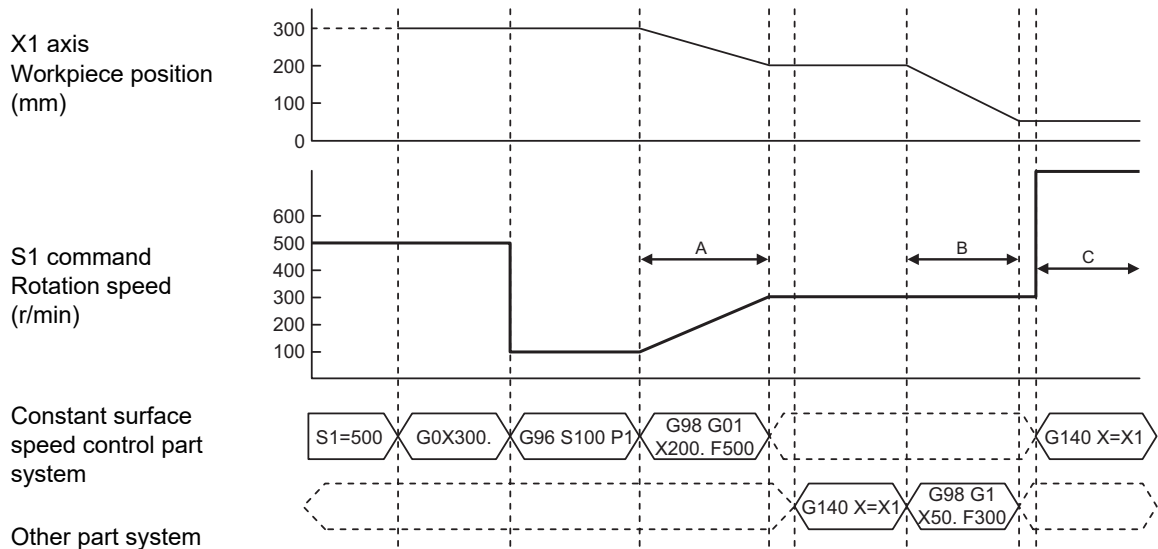 X1 axis
Workpiece position
(mm)
300
200
100
0
S1 command
Rotation speed
(r/min)
600
500
400
300
200
100
A
B
C
Constant surface
speed control part
system
S1=500
G0X300.
G96 S100 P1
G98 G01
X200. F500
G140 X=X1
Other part system
G140 X=X1
G98 G1
X50. F300